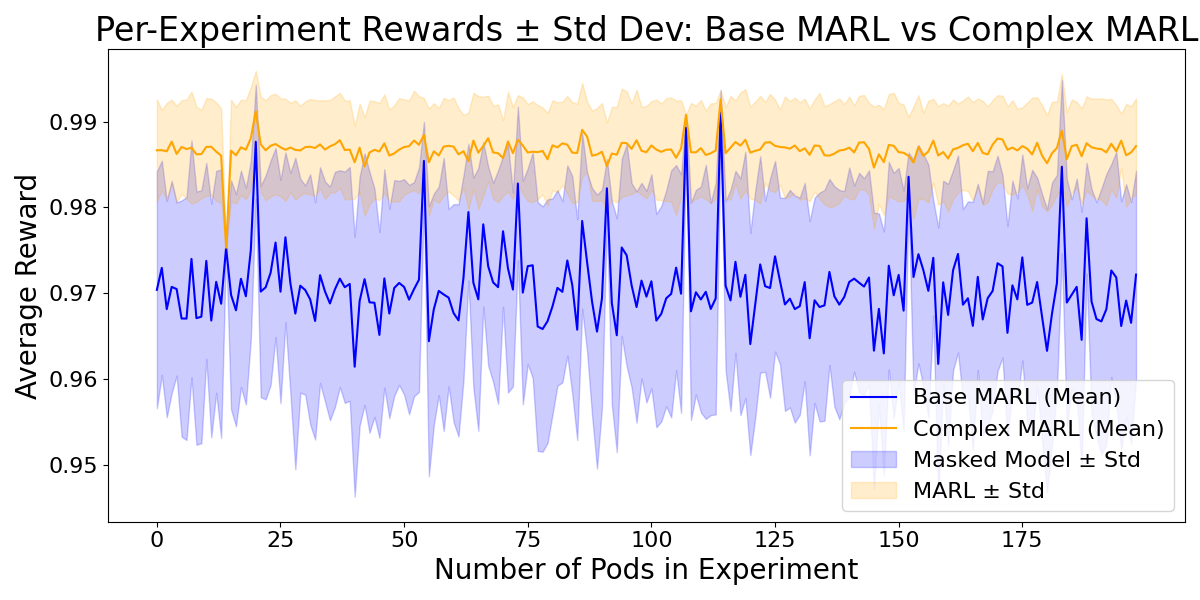 Per-Experiment Rewards ± Std Dev: Base MARL vs Complex MARL
Average Reward
0.99
0.98
0.97
0.96
0.95
Base MARL (Mean)
Complex MARL (Mean)
Masked Model ± Std
MARL ± Std
0 25 50 75 100 125 150 175
Number of Pods in Experiment